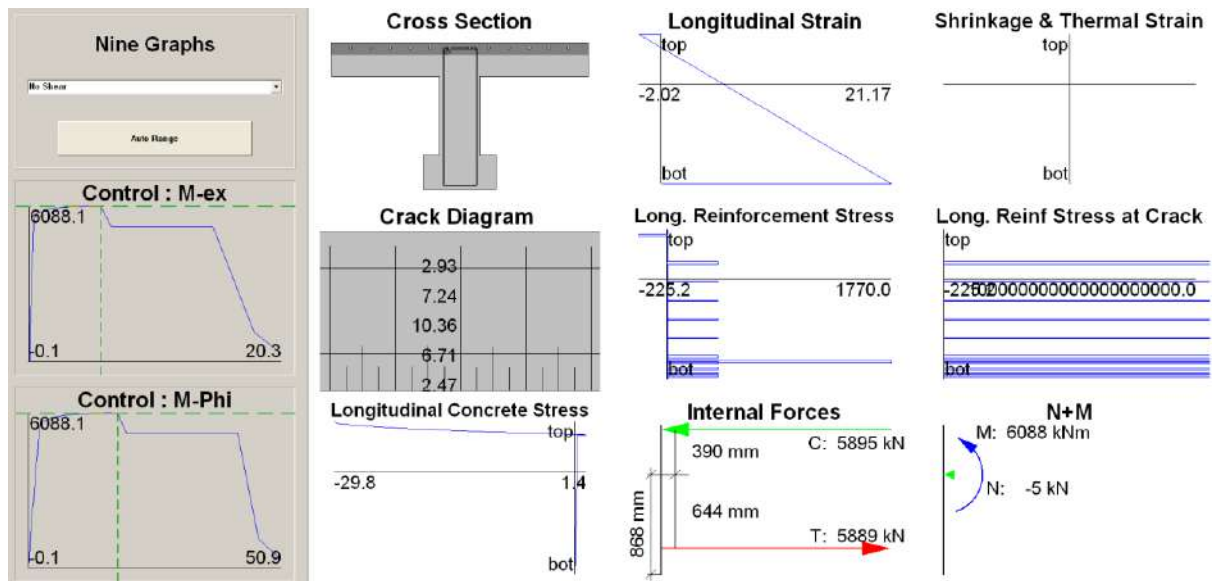 Nine Graphs
No Shear
Auto Range
Control : M-ex
6088.1
-0.1
20.3
Control : M-Phi
6088.1
-0.1
50.9
Cross Section
Crack Diagram
2.93
7.24
10.36
6.71
2.47
Longitudinal Concrete Stress
top
-29.8
1.4
bot
Longitudinal Strain
top
-2.02
21.17
bot
Long. Reinforcement Stress
top
-225.2
1770.0
bot
Internal Forces
C: 5895 kN
390 mm
644 mm
868 mm
T: 5889 kN
Shrinkage & Thermal Strain
top
bot
Long. Reinf Stress at Crack
top
bot
N+M
M: 6088 kNm
N: -5 kN